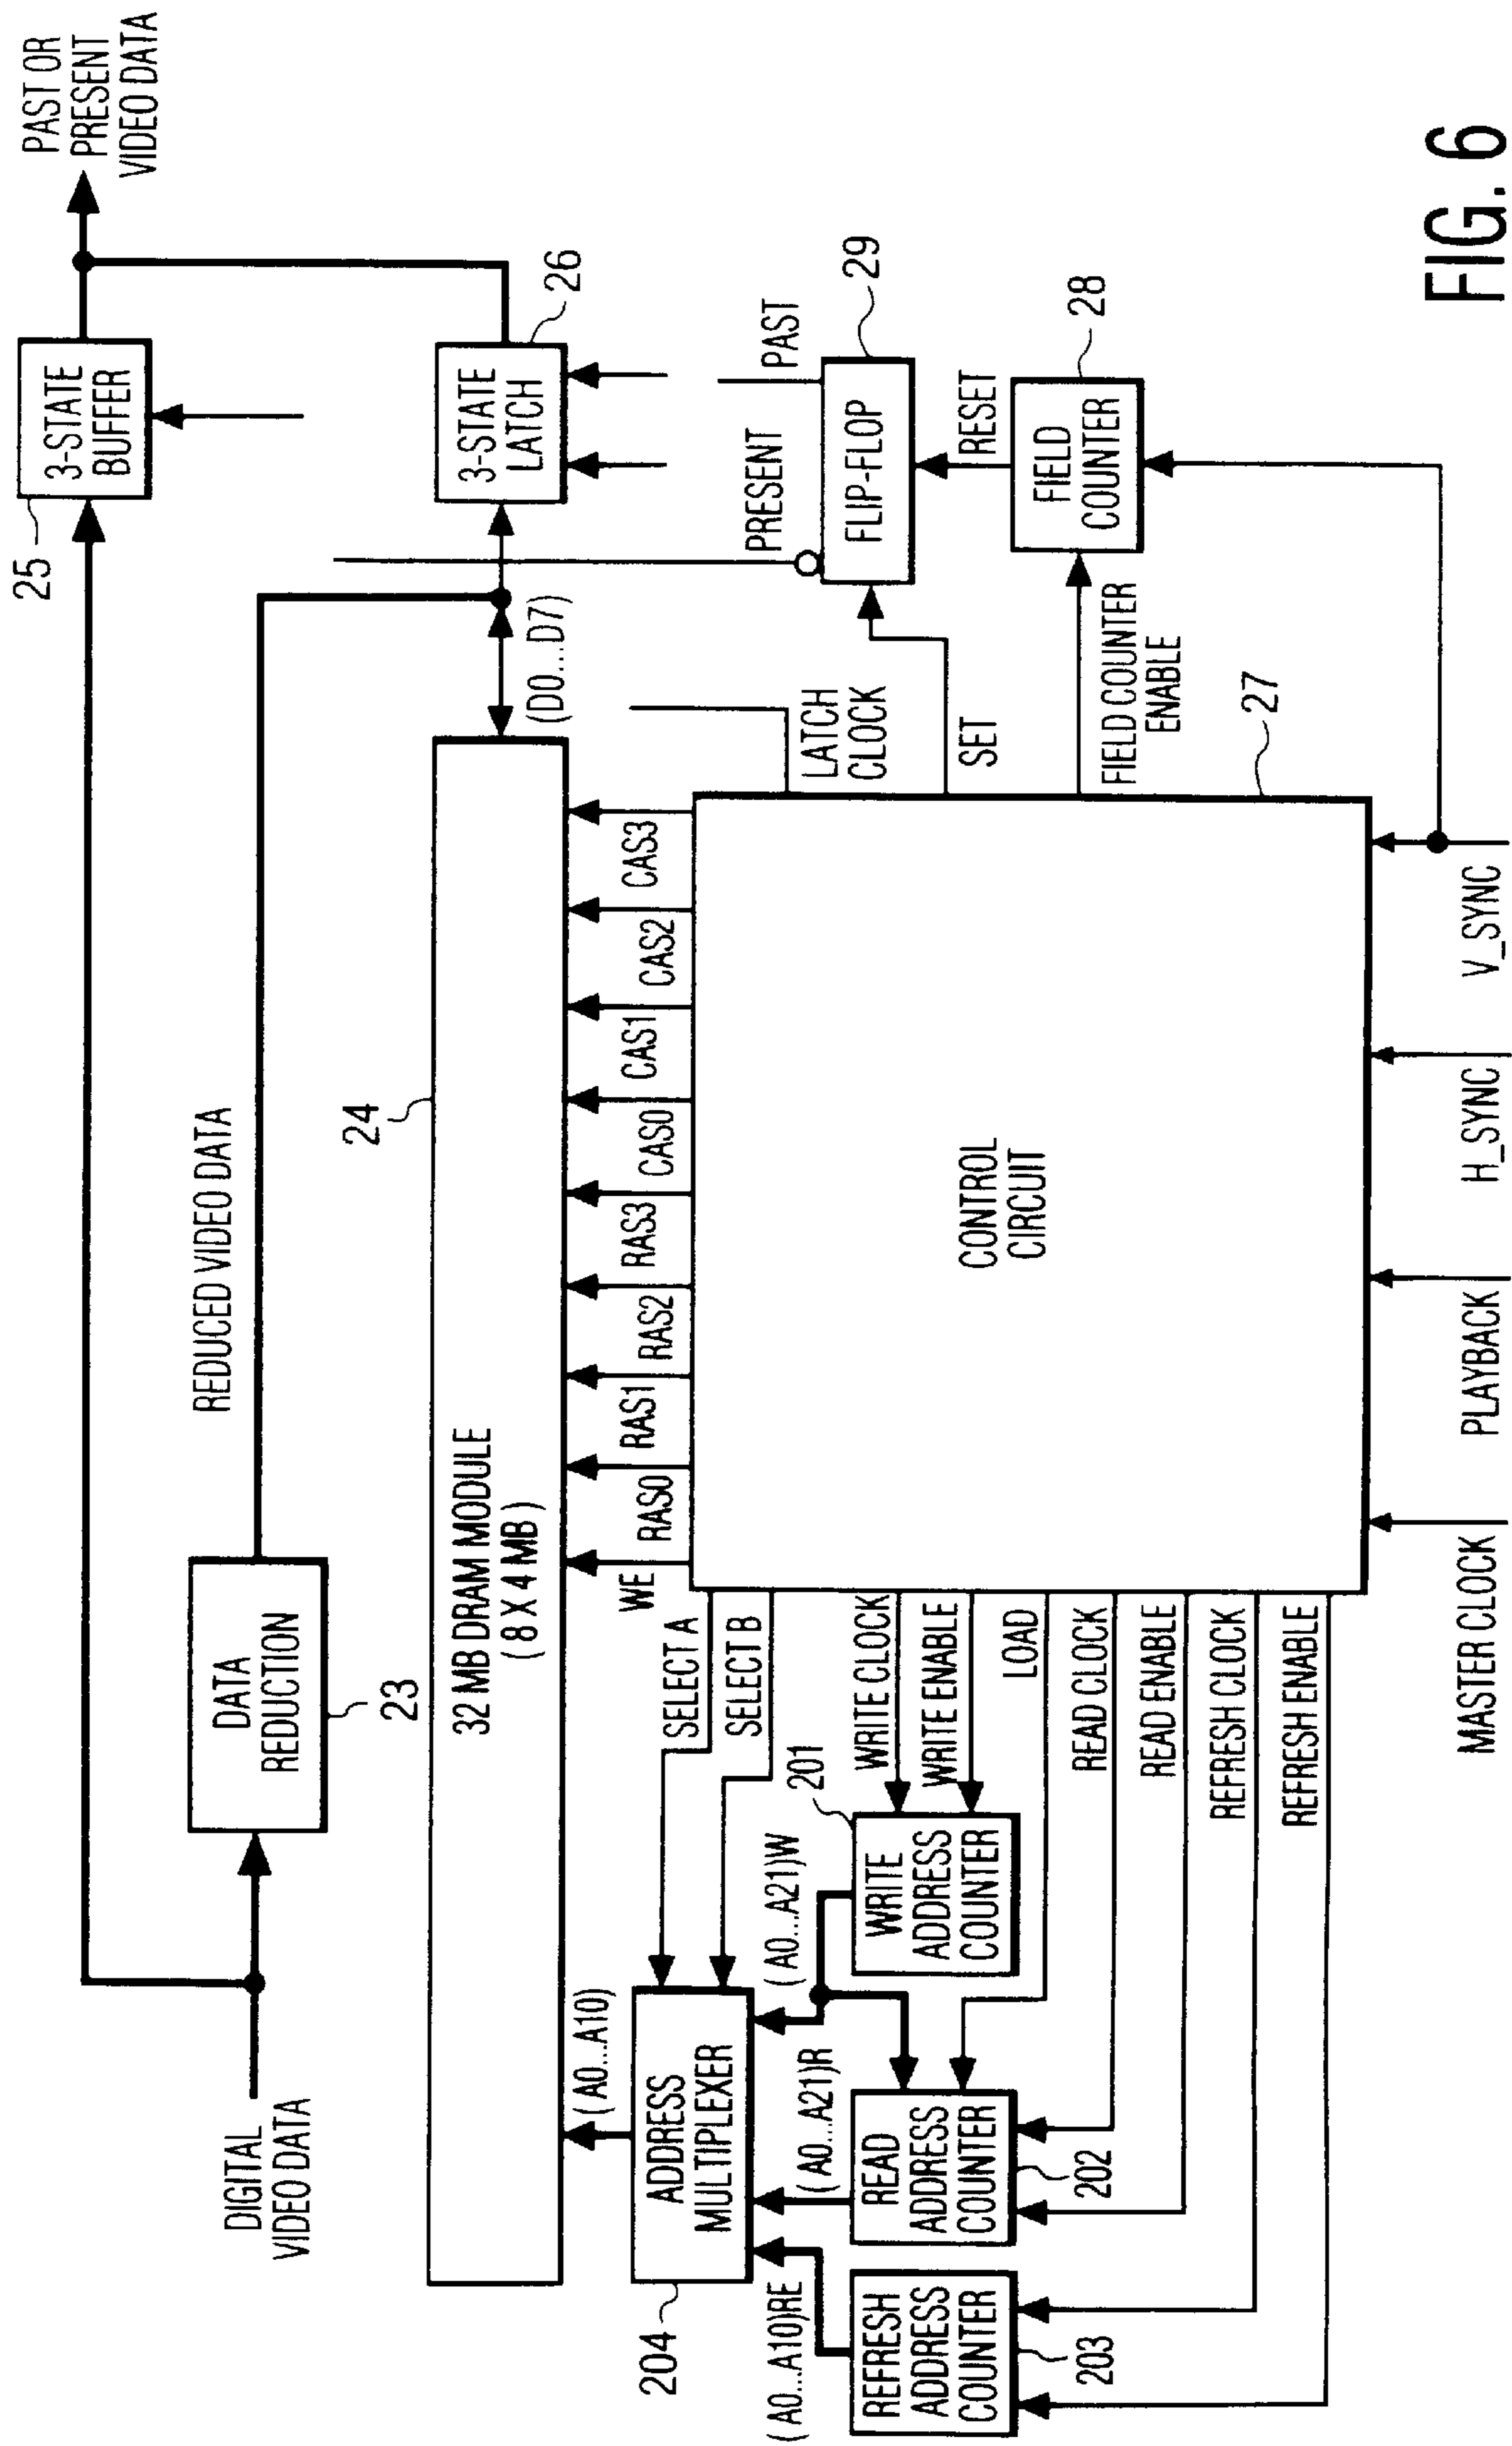 PAST OR
PRESENT
VIDEO DATA
3-STATE
BUFFER
25
3-STATE
LATCH
26
REDUCED VIDEO DATA
DATA
REDUCTION
23
DIGITAL
VIDEO DATA
24
32 MB DRAM MODULE
( 8 X 4 MB )
(D0...D7)
PRESENT
PAST
FLIP-FLOP
29
RESET
FIELD
COUNTER
28
LATCH
CLOCK
SET
FIELD COUNTER
ENABLE
27
WE
RAS0
RAS1
RAS2
RAS3
CAS0
CAS1
CAS2
CAS3
CONTROL
CIRCUIT
SELECT A
SELECT B
WRITE CLOCK
WRITE ENABLE
LOAD
READ CLOCK
READ ENABLE
REFRESH CLOCK
REFRESH ENABLE
(A0...A10)
ADDRESS
MULTIPLEXER
204
(A0...A21)W
201
WRITE
ADDRESS
COUNTER
(A0...A21)R
READ
ADDRESS
COUNTER
202
(A0...A10)RE
REFRESH
ADDRESS
COUNTER
203
MASTER CLOCK
PLAYBACK
H_SYNC
V_SYNC
FIG. 6